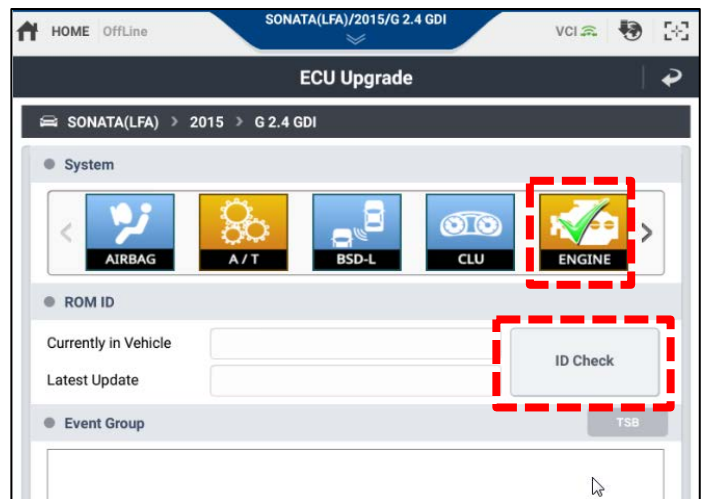 HOME OffLine SONATA(LFA)/2015/G 2.4 GDI VCI
ECU Upgrade
SONATA(LFA) > 2015 > G 2.4 GDI
System
AIRBAG A/T BSD-L CLU ENGINE
ROM ID
Currently in Vehicle
ID Check
Latest Update
Event Group TSB